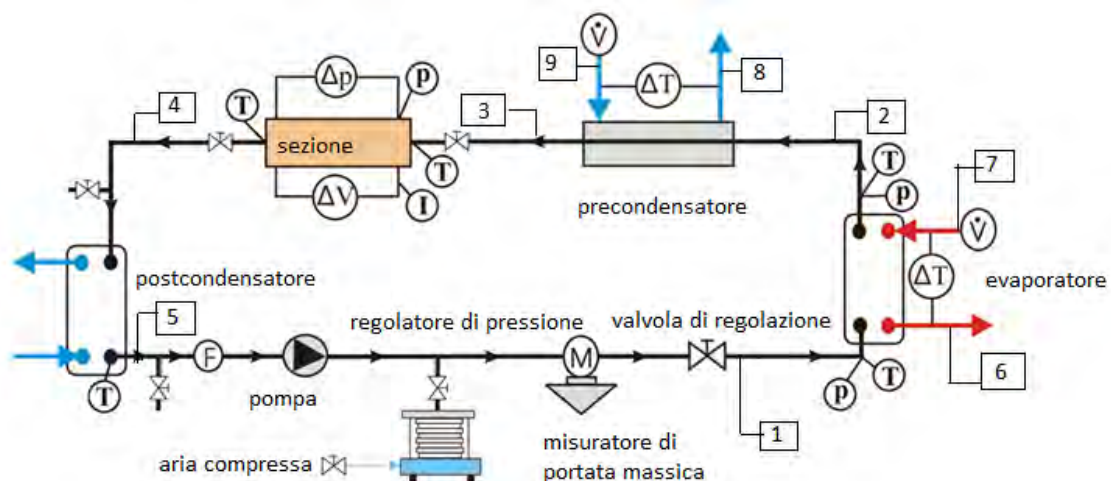 V̇
9
ΔT
8
Δp
p
T
4
sezione
T
3
2
ΔV
I
precondensatore
T
p
7
V̇
ΔT
evaporatore
postcondensatore
5
regolatore di pressione
valvola di regolazione
F
M
T
pompa
p
T
6
1
aria compressa
misuratore di
portata massica